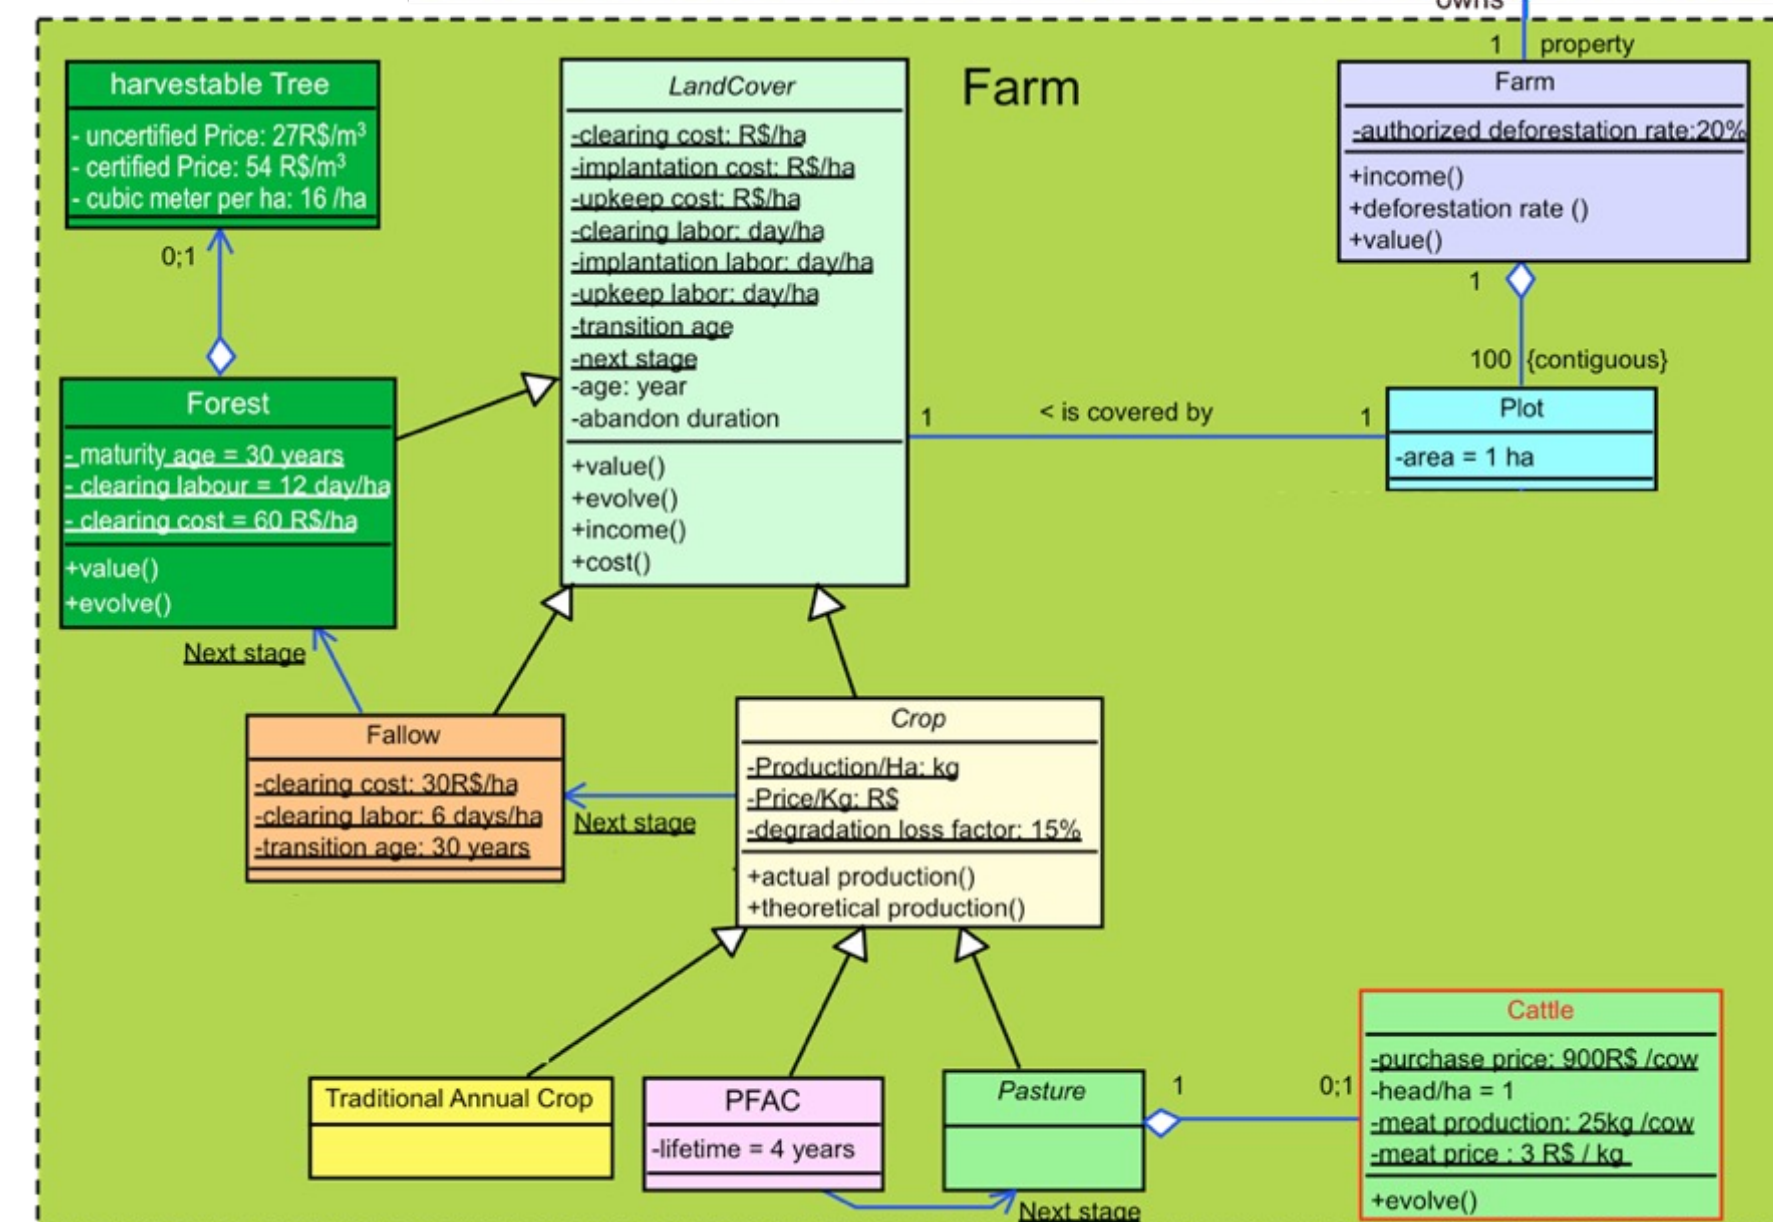 owns
1 property
harvestable Tree
- uncertified Price: 27R$/m³
- certified Price: 54 R$/m³
- cubic meter per ha: 16 /ha
0;1
LandCover
-clearing cost: R$/ha
-implantation cost: R$/ha
-upkeep cost: R$/ha
-clearing labor: day/ha
-implantation labor: day/ha
-upkeep labor: day/ha
-transition age
-next stage
-age: year
-abandon duration
+value()
+evolve()
+income()
+cost()
Farm
Farm
-authorized deforestation rate:20%
+income()
+deforestation rate ()
+value()
1
100 {contiguous}
Plot
-area = 1 ha
1 < is covered by 1
Forest
- maturity age = 30 years
- clearing labour = 12 day/ha
- clearing cost = 60 R$/ha
+value()
+evolve()
Next stage
Fallow
-clearing cost: 30R$/ha
-clearing labor: 6 days/ha
-transition age: 30 years
Next stage
Crop
-Production/Ha: kg
-Price/Kg: R$
-degradation loss factor: 15%
+actual production()
+theoretical production()
Traditional Annual Crop
PFAC
-lifetime = 4 years
Pasture
Next stage
1 0;1
Cattle
-purchase price: 900R$ /cow
-head/ha = 1
-meat production: 25kg /cow
-meat price : 3 R$ / kg
+evolve()